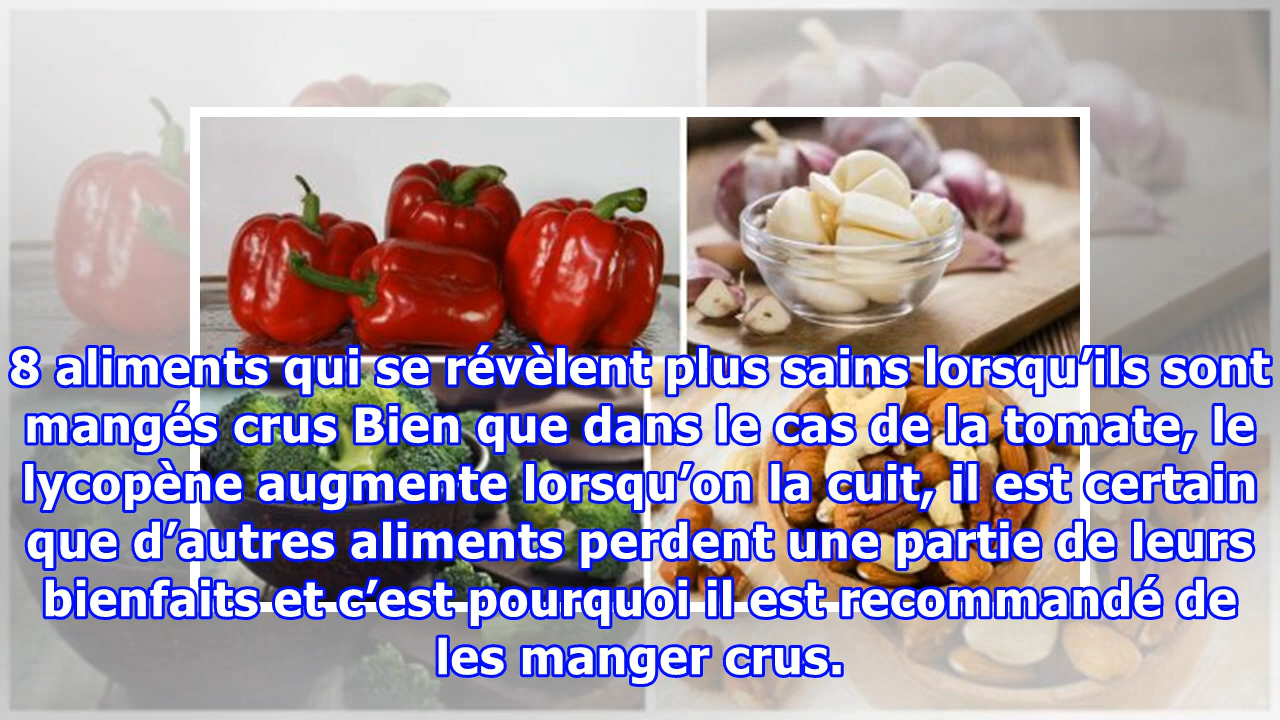 8 aliments qui se révèlent plus sains lorsqu’ils sont
mangés crus Bien que dans le cas de la tomate, le
lycopène augmente lorsqu’on la cuit, il est certain
que d’autres aliments perdent une partie de leurs
bienfaits et c’est pourquoi il est recommandé de
les manger crus.